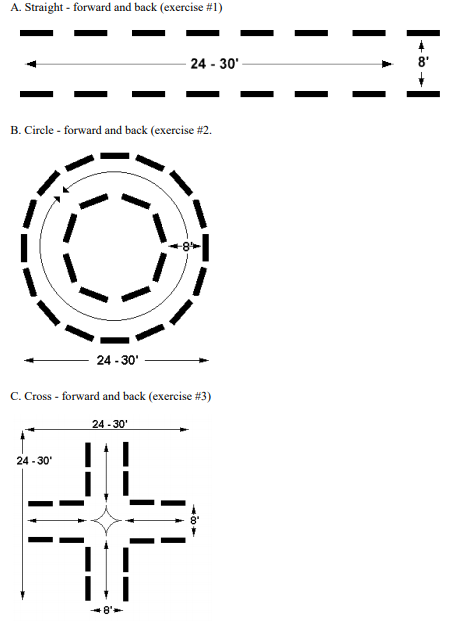 A. Straight - forward and back (exercise #1)
24 - 30'
8'
B. Circle - forward and back (exercise #2.
8'
24 - 30'
C. Cross - forward and back (exercise #3)
24 - 30'
24 - 30'
8'
8'